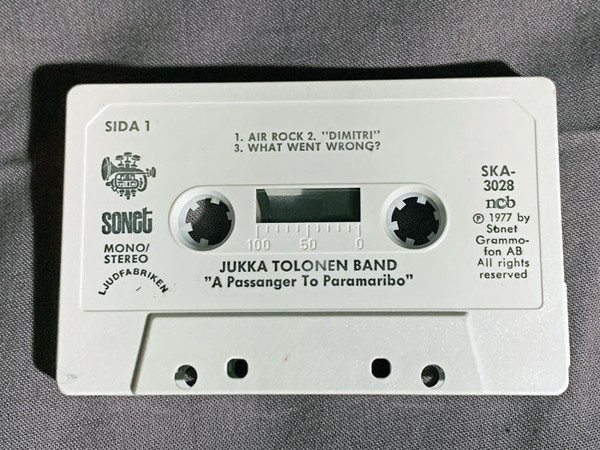 SIDA 1
1. AIR ROCK 2. "DIMITRI"
3. WHAT WENT WRONG?
SONET
MONO/
STEREO
LJUDFABRIKEN
SKA-
3028
ncb
℗ 1977 by
Sonet
Grammo-
fon AB
All rights
reserved
100 50 0
JUKKA TOLONEN BAND
"A Passanger To Paramaribo"